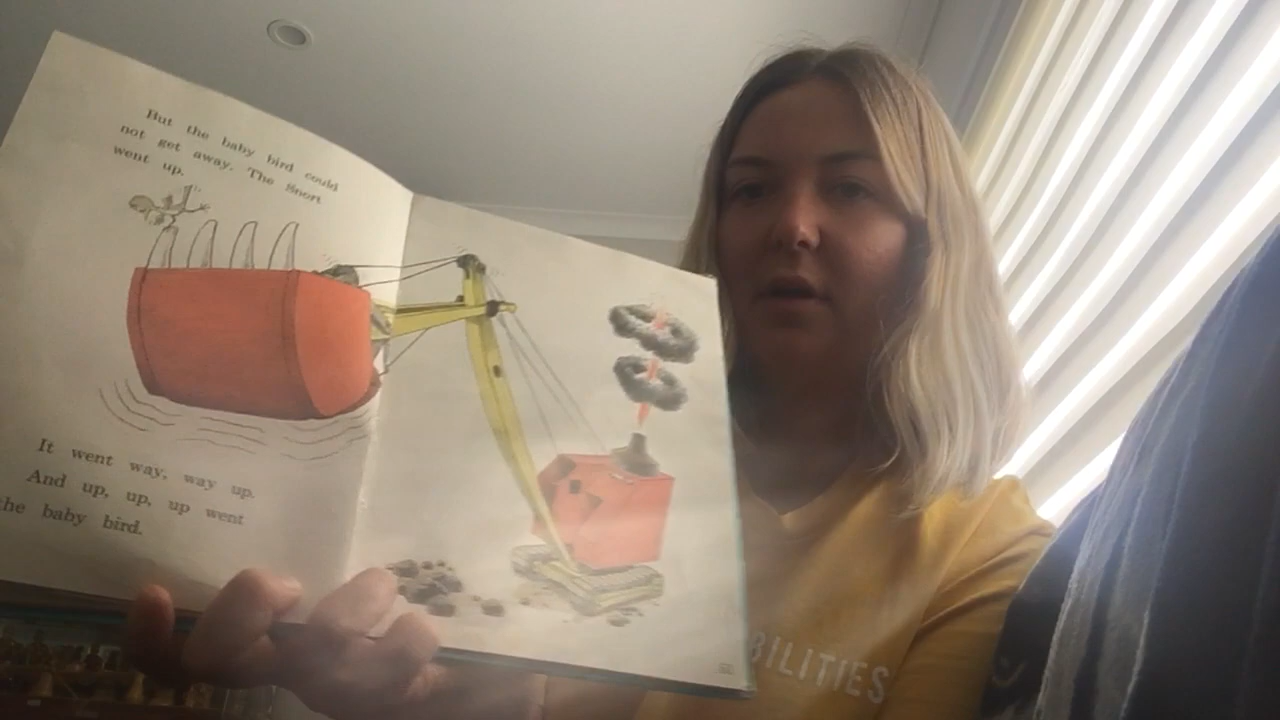 But the baby bird could
not get away. The Snort
went up.
It went way, way up.
And up, up, up went
the baby bird.
BILITIES